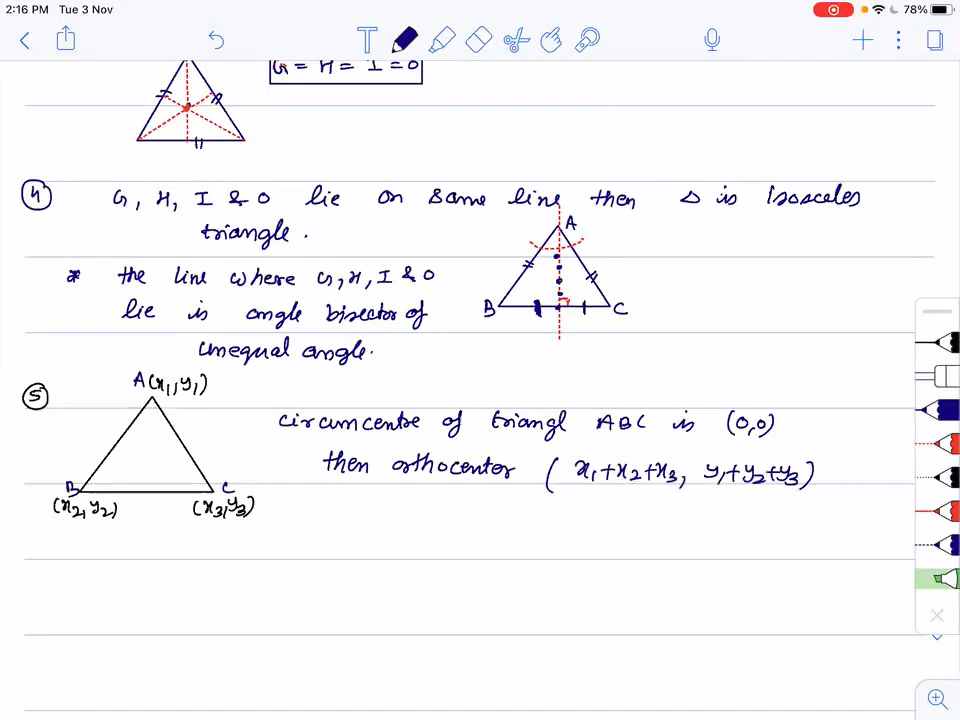 2:16 PM Tue 3 Nov
78%
G = H = I = O
④ G, H, I & O lie on same line then Δ is Isosceles
triangle.
* the line where G, H, I & O
lie is angle bisector of
unequal angle.
A
B C
⑤ A (x₁, y₁)
B C
(x₂, y₂) (x₃, y₃)
circumcentre of triangl ABC is (0,0)
then orthocenter (x₁+x₂+x₃, y₁+y₂+y₃)